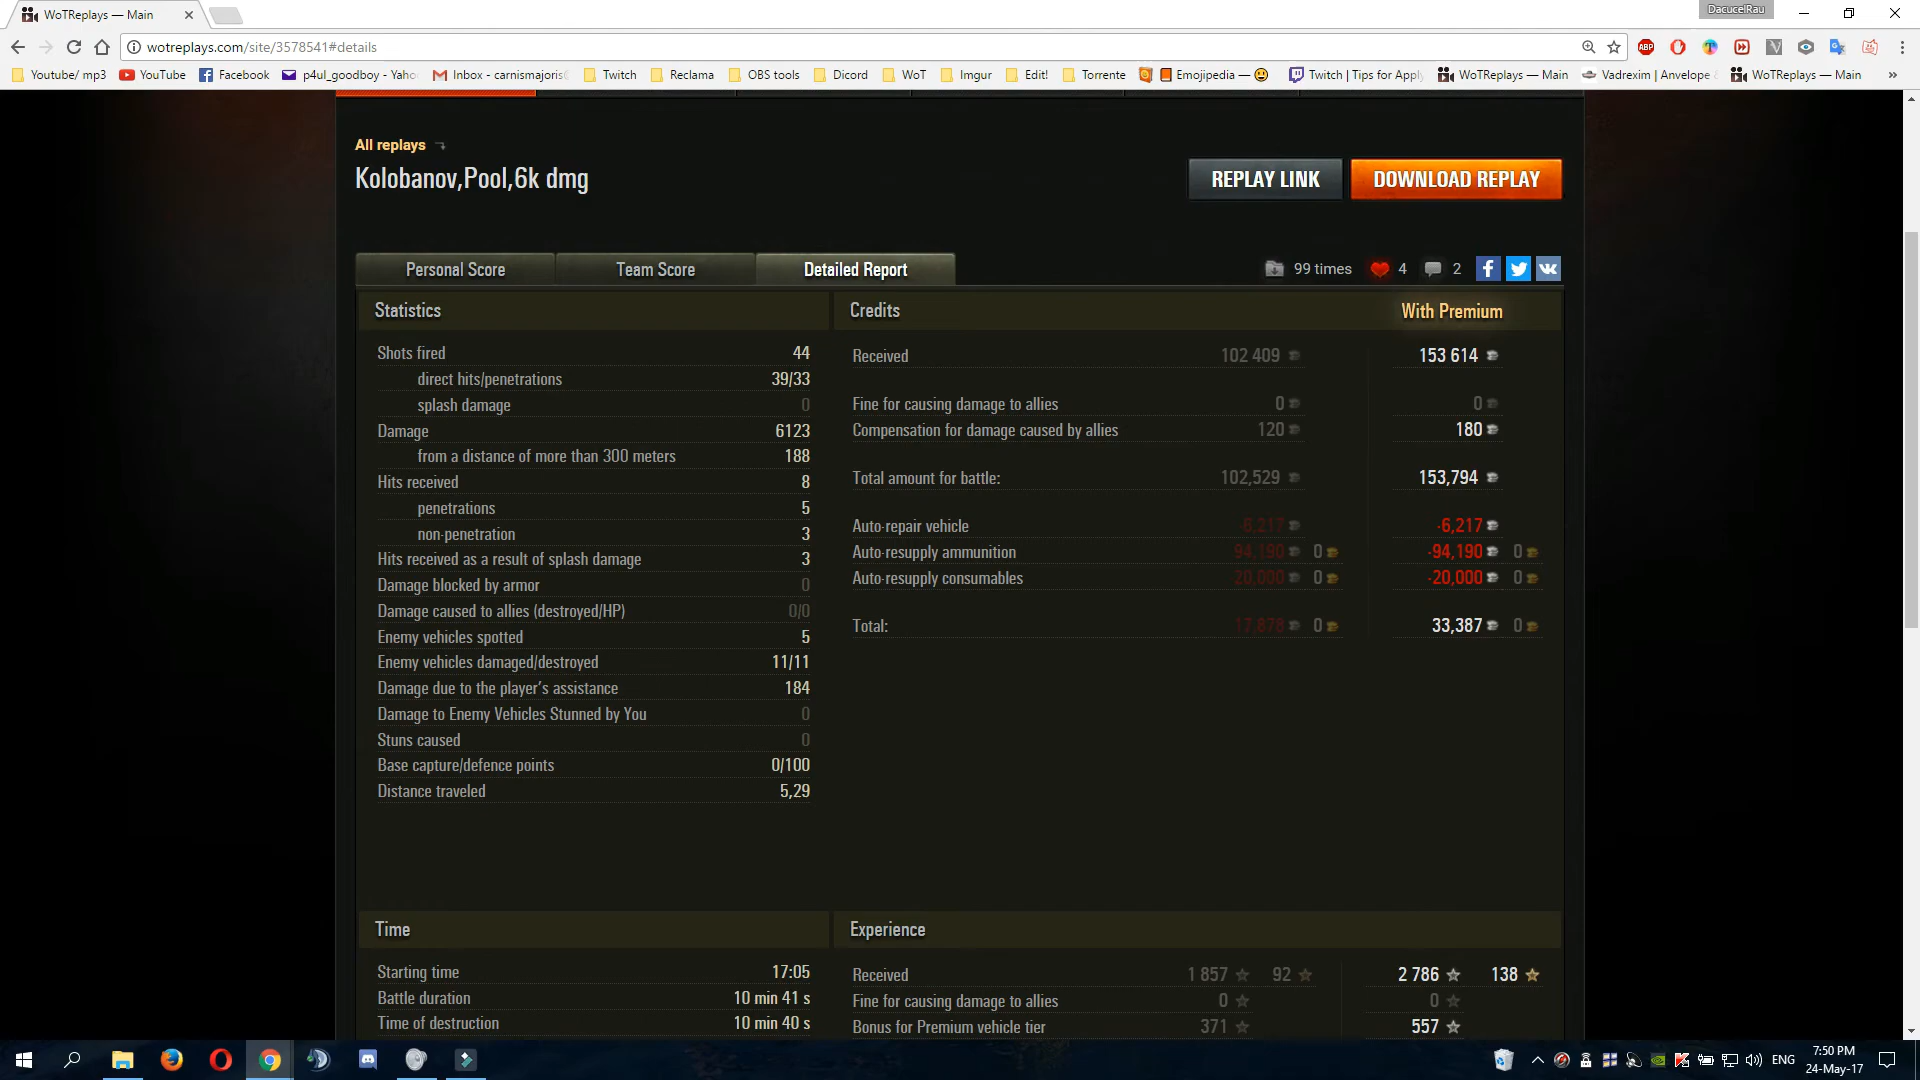 WoTReplays — Main
DacucelRau
wotreplays.com/site/3578541#details
Youtube/ mp3 YouTube Facebook p4ul_goodboy - Yaho Inbox - carnismajoris Twitch Reclama OBS tools Dicord WoT Imgur Edit! Torrente Emojipedia — Twitch | Tips for Apply WoTReplays — Main Vadrexim | Anvelope WoTReplays — Main »
All replays
Kolobanov,Pool,6k dmg
REPLAY LINK DOWNLOAD REPLAY
Personal Score Team Score Detailed Report 99 times 4 2
Statistics
Shots fired 44
direct hits/penetrations 39/33
splash damage 0
Damage 6123
from a distance of more than 300 meters 188
Hits received 8
penetrations 5
non-penetration 3
Hits received as a result of splash damage 3
Damage blocked by armor 0
Damage caused to allies (destroyed/HP) 0/0
Enemy vehicles spotted 5
Enemy vehicles damaged/destroyed 11/11
Damage due to the player's assistance 184
Damage to Enemy Vehicles Stunned by You 0
Stuns caused 0
Base capture/defence points 0/100
Distance traveled 5,29
Credits With Premium
Received 102 409 153 614
Fine for causing damage to allies 0 0
Compensation for damage caused by allies 120 180
Total amount for battle: 102,529 153,794
Auto-repair vehicle -6,217 -6,217
Auto-resupply ammunition 94,190 0 -94,190 0
Auto-resupply consumables 20,000 0 -20,000 0
Total: 17,878 0 33,387 0
Time
Starting time 17:05
Battle duration 10 min 41 s
Time of destruction 10 min 40 s
Experience
Received 1 857 92 2 786 138
Fine for causing damage to allies 0 0
Bonus for Premium vehicle tier 371 557
ENG
7:50 PM
24-May-17